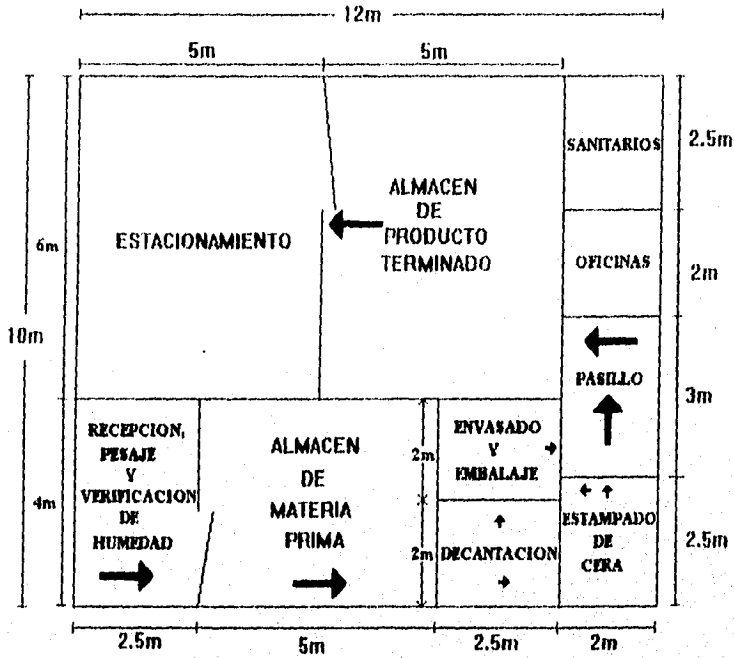 12m
5m
5m
SANITARIOS
2.5m
ALMACEN
DE
PRODUCTO
TERMINADO
ESTACIONAMIENTO
6m
OFICINAS
2m
10m
PASILLO
3m
RECEPCION,
PESAJE
Y
VERIFICACION
DE
HUMEDAD
4m
ALMACEN
DE
MATERIA
PRIMA
2m
2m
ENVASADO
Y
EMBALAJE
DECANTACION
ESTAMPADO
DE
CERA
2.5m
2.5m
5m
2.5m
2m